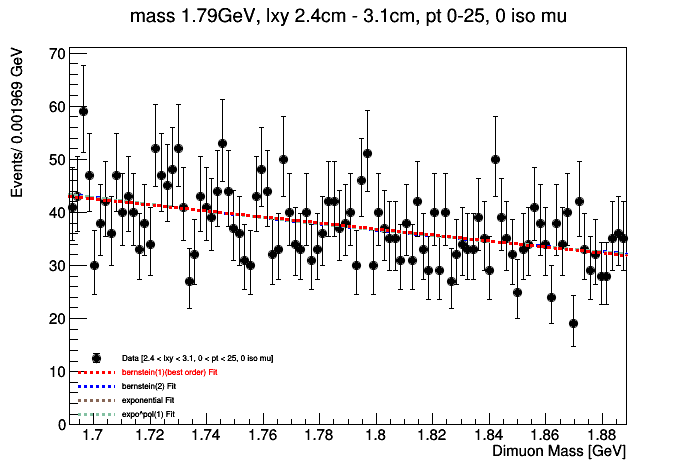 mass 1.79GeV, lxy 2.4cm - 3.1cm, pt 0-25, 0 iso mu
Events/ 0.001969 GeV
70
60
50
40
30
20
10
0
Data [2.4 < lxy < 3.1, 0 < pt < 25, 0 iso mu]
bernstein(1)(best order) Fit
bernstein(2) Fit
exponential Fit
expo^pol(1) Fit
1.7 1.72 1.74 1.76 1.78 1.8 1.82 1.84 1.86 1.88
Dimuon Mass [GeV]